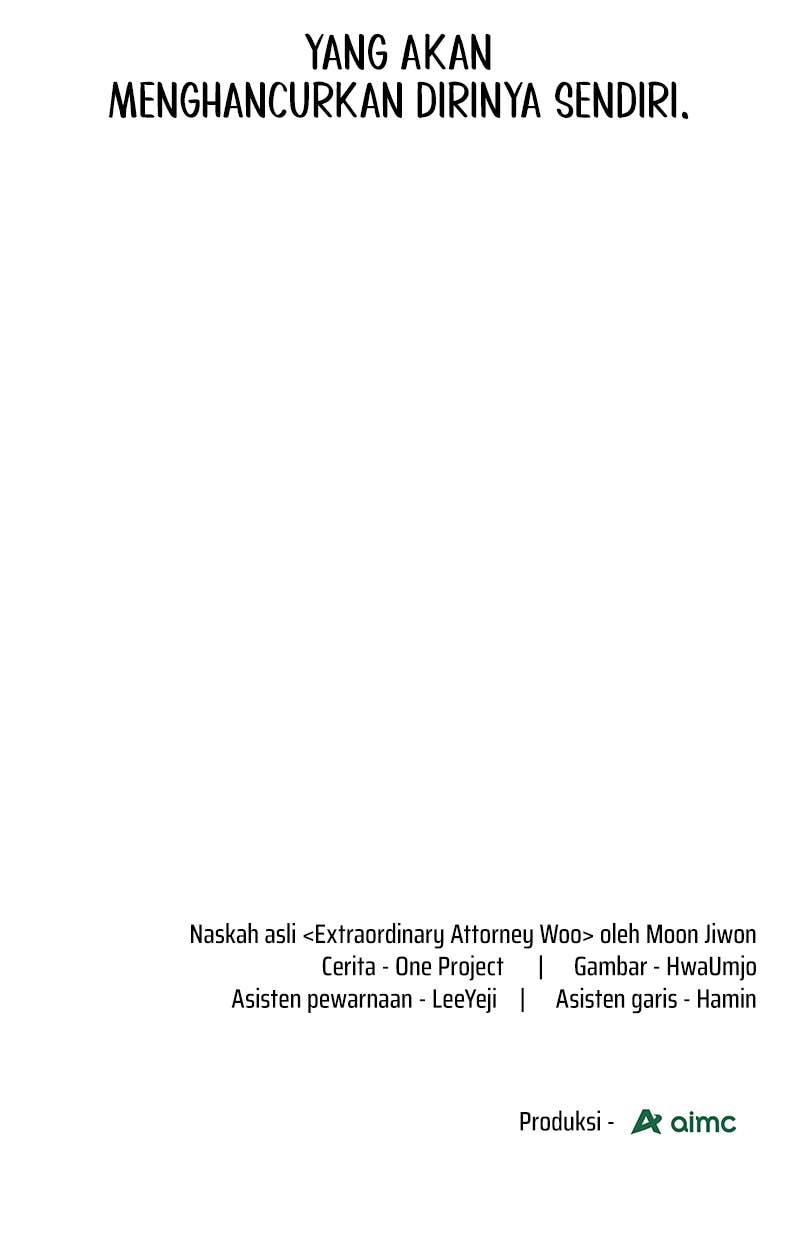 YANG AKAN
MENGHANCURKAN DIRINYA SENDIRI.
Naskah asli <Extraordinary Attorney Woo> oleh Moon Jiwon
Cerita - One Project | Gambar - HwaUmjo
Asisten pewarnaan - LeeYeji | Asisten garis - Hamin
Produksi - aimc